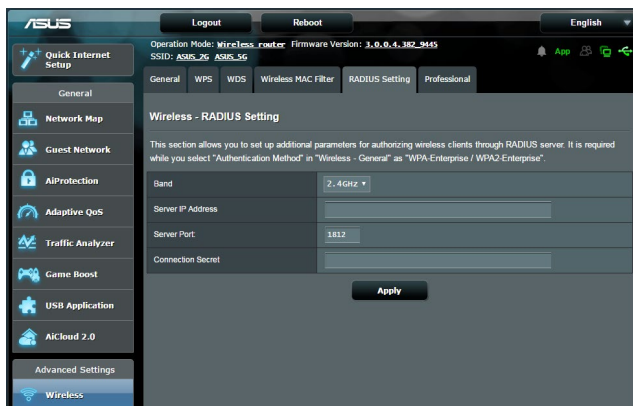 ASUS
Logout
Reboot
English
Quick Internet Setup
Operation Mode: Wireless router Firmware Version: 3.0.0.4.382_9445
SSID: ASUS_2G ASUS_5G
App
General
WPS
WDS
Wireless MAC Filter
RADIUS Setting
Professional
General
Network Map
Guest Network
AiProtection
Adaptive QoS
Traffic Analyzer
Game Boost
USB Application
AiCloud 2.0
Advanced Settings
Wireless
Wireless - RADIUS Setting
This section allows you to set up additional parameters for authorizing wireless clients through RADIUS server. It is required
while you select "Authentication Method" in "Wireless - General" as "WPA-Enterprise / WPA2-Enterprise".
Band
2.4GHz
Server IP Address
Server Port:
1812
Connection Secret
Apply